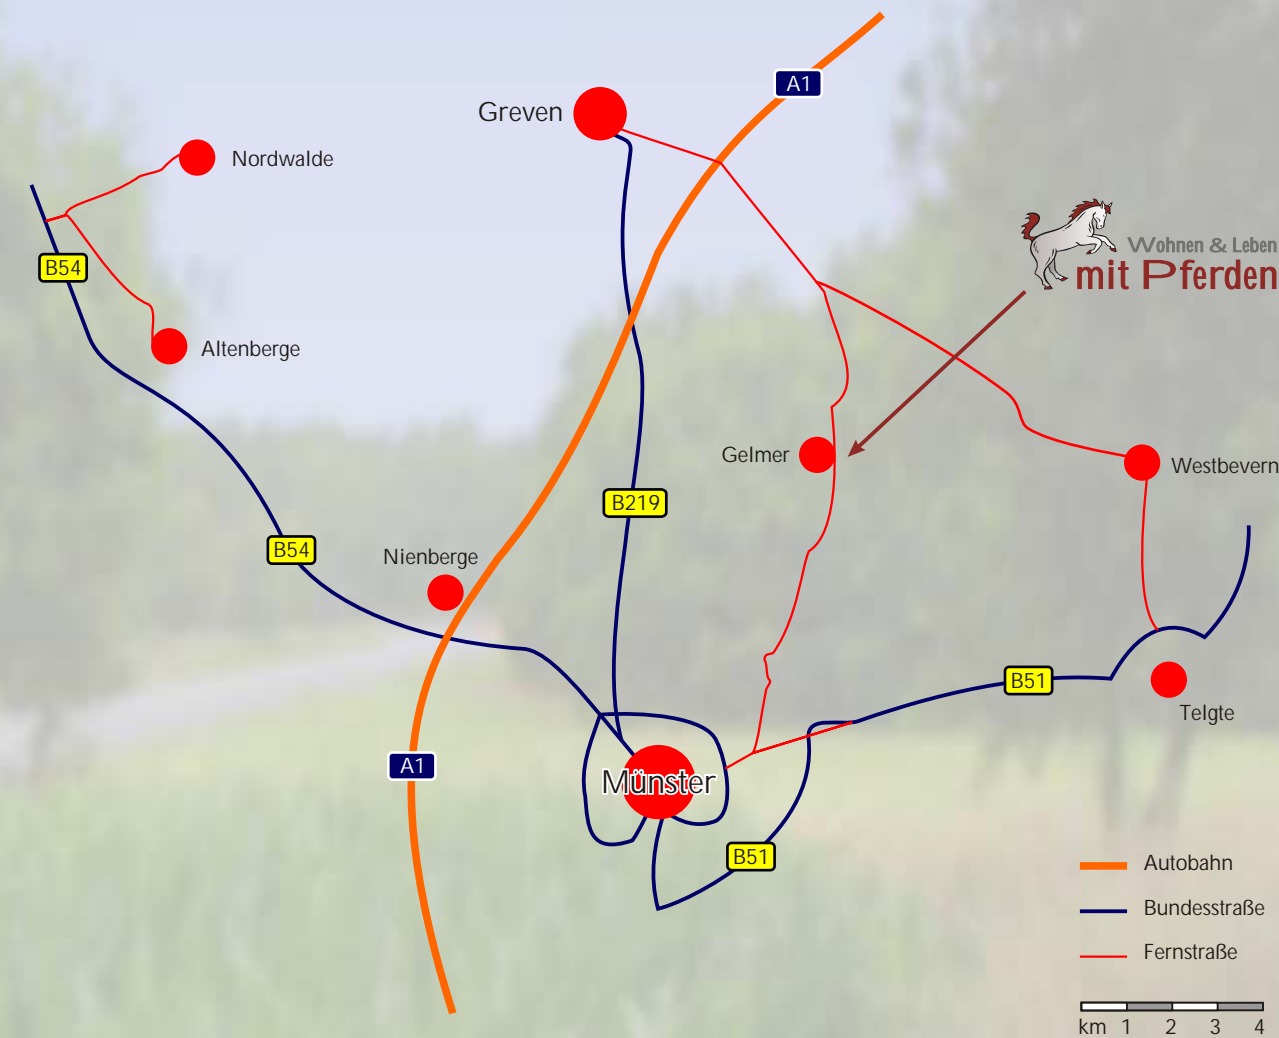 A1
Greven
Nordwalde
Wohnen & Leben
mit Pferden
B54
Altenberge
Gelmer
Westbevern
B219
B54
Nienberge
B51
Telgte
A1
Münster
B51
Autobahn
Bundesstraße
Fernstraße
km 1 2 3 4